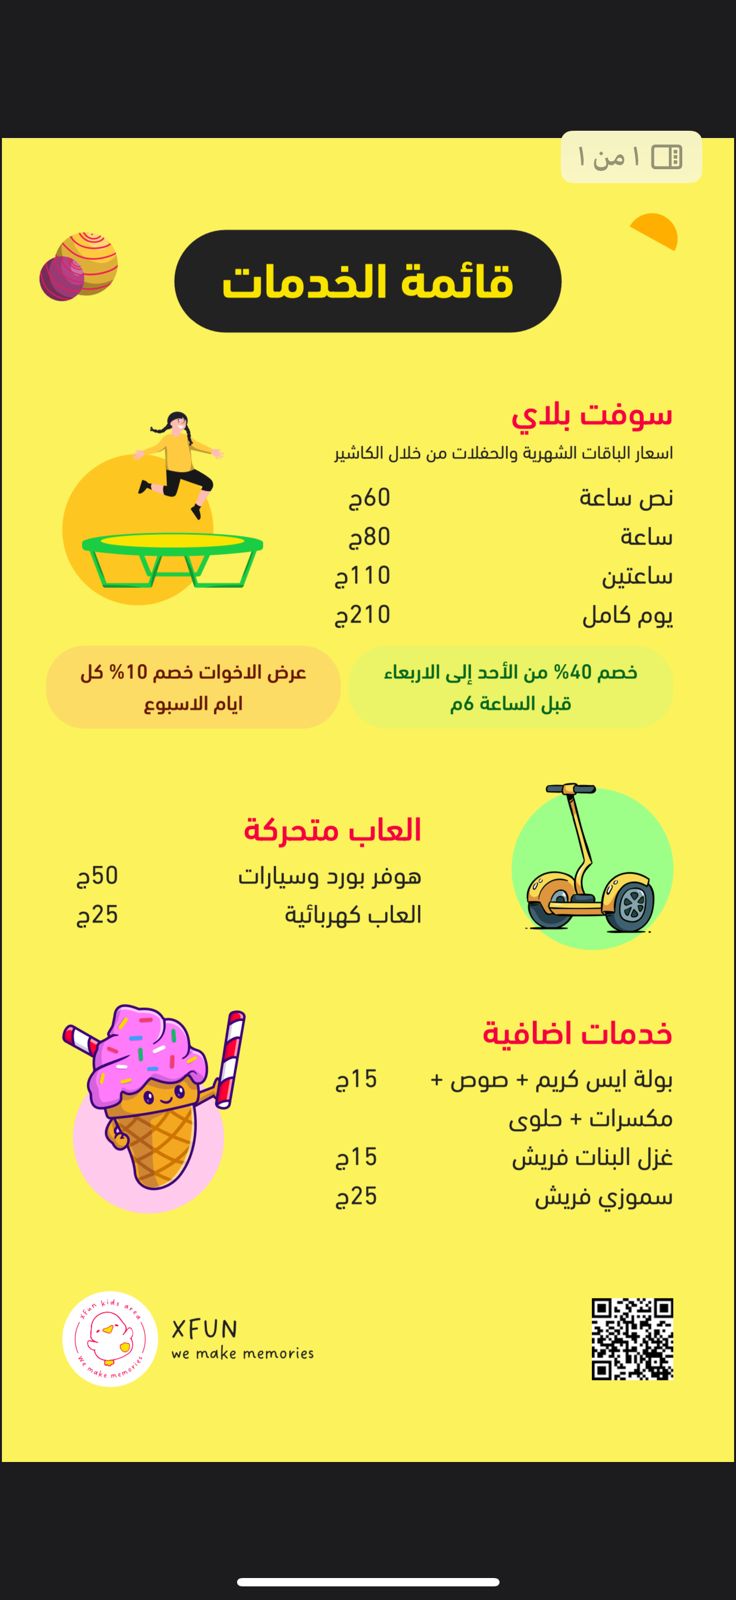 ١ من ١
قائمة الخدمات
سوفت بلاي
اسعار الباقات الشهرية والحفلات من خلال الكاشير
نص ساعة 60ج
ساعة 80ج
ساعتين 110ج
يوم كامل 210ج
خصم 40% من الأحد إلى الاربعاء
قبل الساعة 6م
عرض الاخوات خصم 10% كل
ايام الاسبوع
العاب متحركة
هوفر بورد وسيارات 50ج
العاب كهربائية 25ج
خدمات اضافية
بولة ايس كريم + صوص + 15ج
مكسرات + حلوى
غزل البنات فريش 15ج
سموزي فريش 25ج
xfun kids area
we make memories
XFUN
we make memories